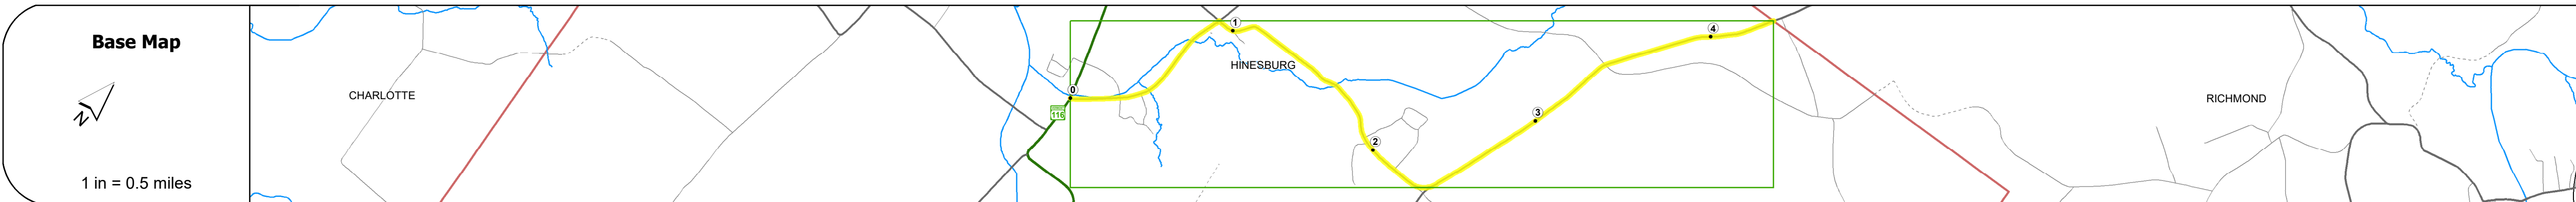 Base Map
N
1 in = 0.5 miles
CHARLOTTE
116
0
1
HINESBURG
2
3
4
RICHMOND